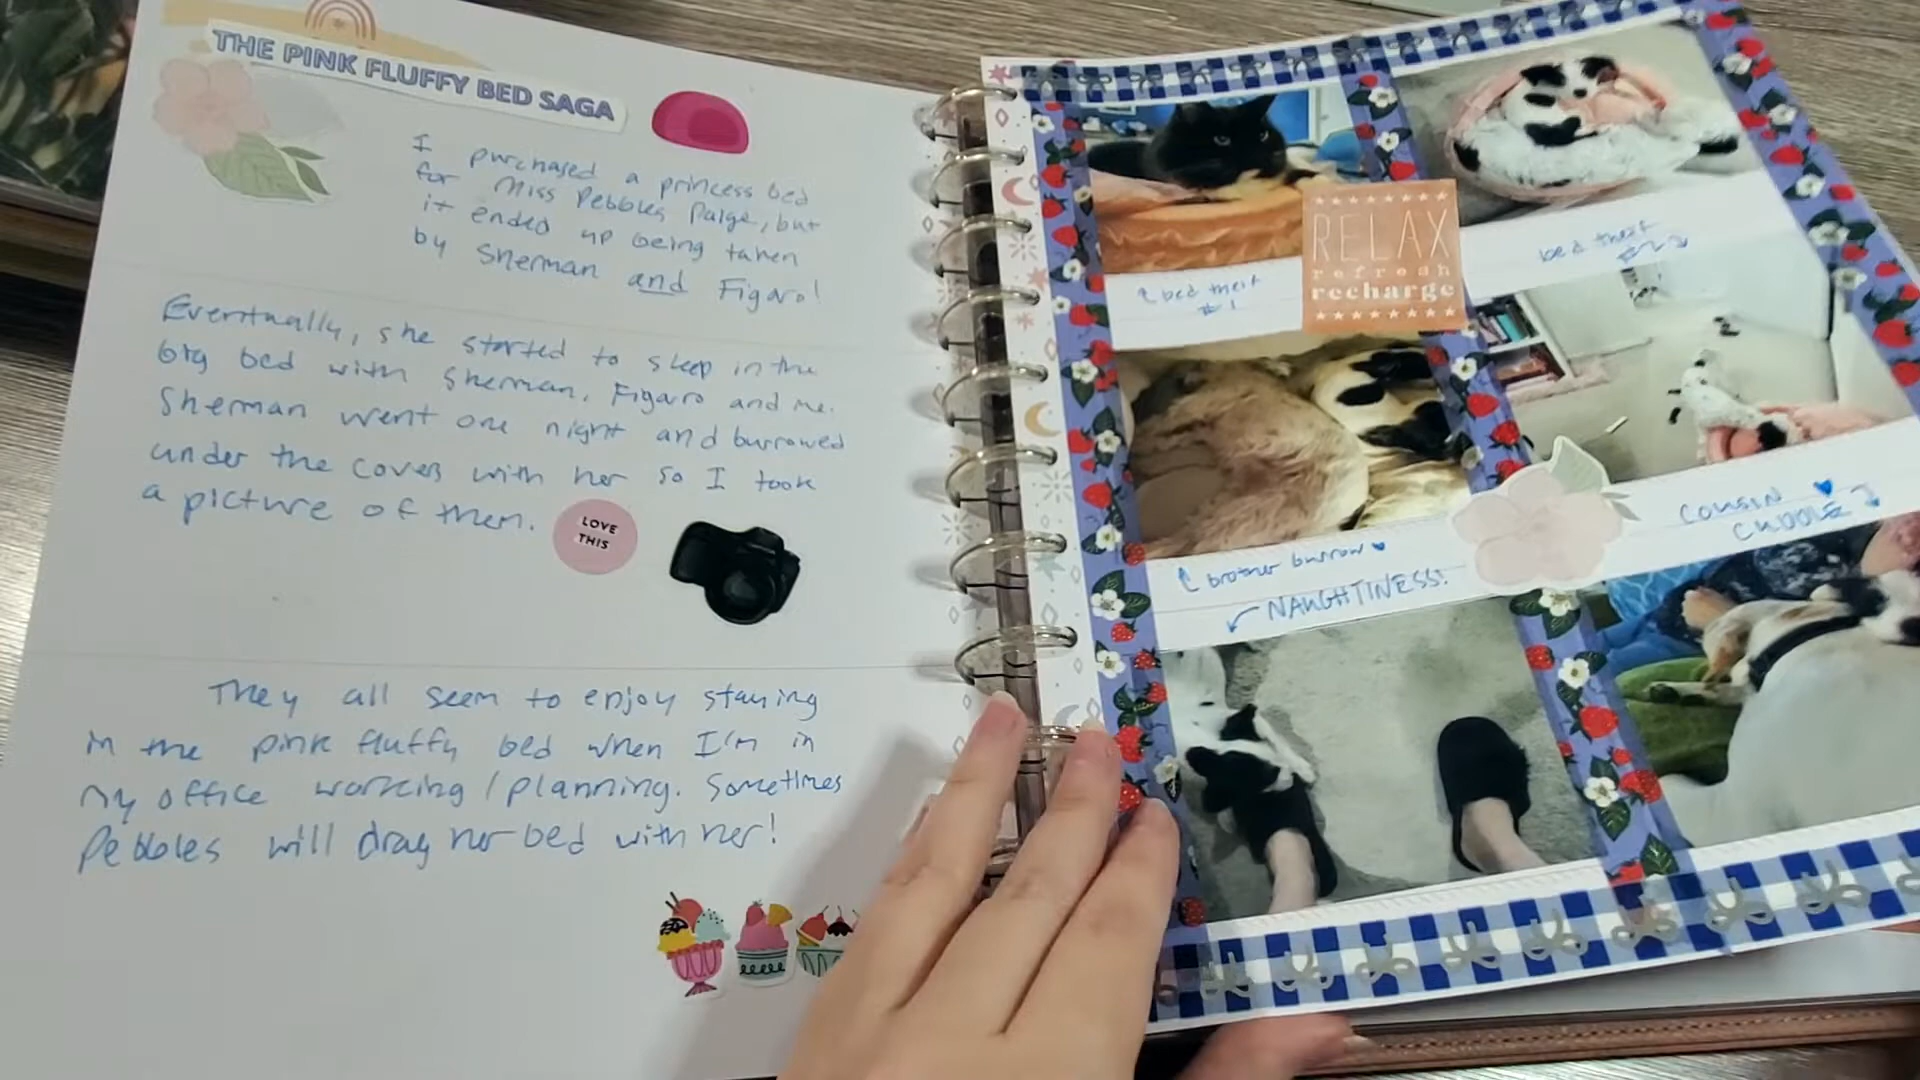 THE PINK FLUFFY BED SAGA
I purchased a princess bed
for Miss Pebbles Paige, but
it ended up being taken
by Sherman and Figaro!
Eventually, she started to sleep in the
big bed with Sherman, Figaro and me.
Sherman went one night and burrowed
under the covers with her so I took
a picture of them.
LOVE
THIS
They all seem to enjoy staying
in the pink fluffy bed when I'm in
my office working/planning. Sometimes
Pebbles will drag her bed with her!
RELAX
refresh
recharge
bed theif
#1
bed theif
#2
brother burrow
NAUGHTINESS!
COUSIN
CUDDLE